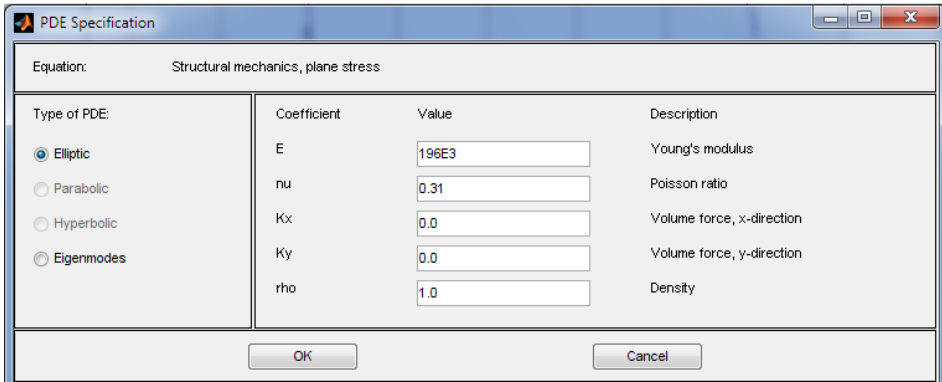 PDE Specification
Equation: Structural mechanics, plane stress
Type of PDE:
Elliptic
Parabolic
Hyperbolic
Eigenmodes
Coefficient Value Description
E 196E3 Young's modulus
nu 0.31 Poisson ratio
Kx 0.0 Volume force, x-direction
Ky 0.0 Volume force, y-direction
rho 1.0 Density
OK Cancel